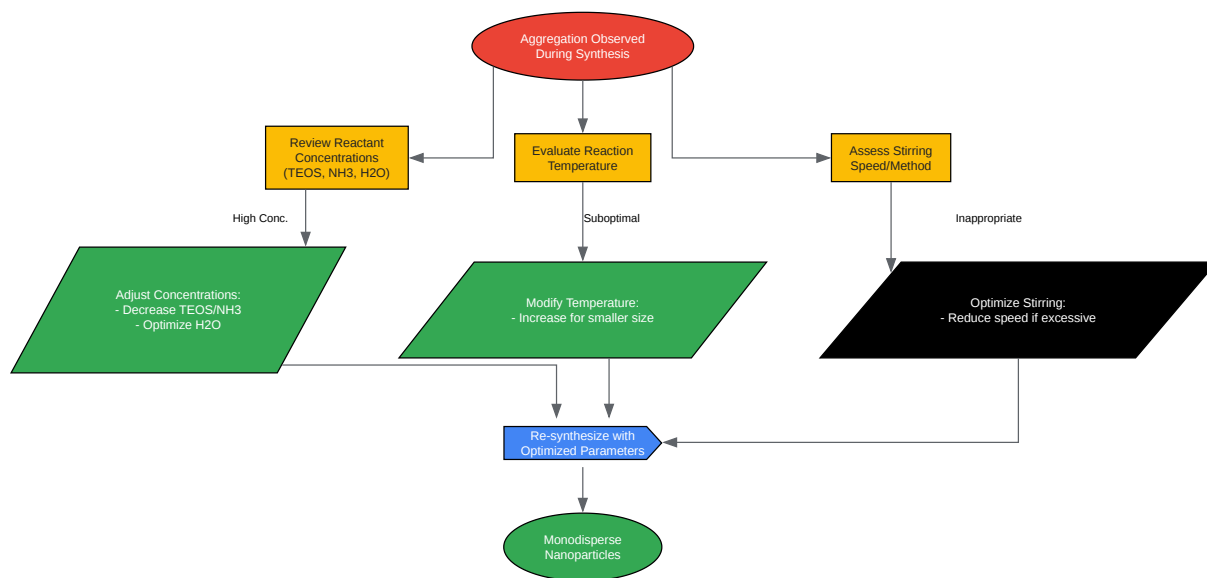 Aggregation Observed
During Synthesis
Review Reactant
Concentrations
(TEOS, NH3, H2O)
Evaluate Reaction
Temperature
Assess Stirring
Speed/Method
High Conc.
Suboptimal
Inappropriate
Adjust Concentrations:
- Decrease TEOS/NH3
- Optimize H2O
Modify Temperature:
- Increase for smaller size
Optimize Stirring:
- Reduce speed if excessive
Re-synthesize with
Optimized Parameters
Monodisperse
Nanoparticles